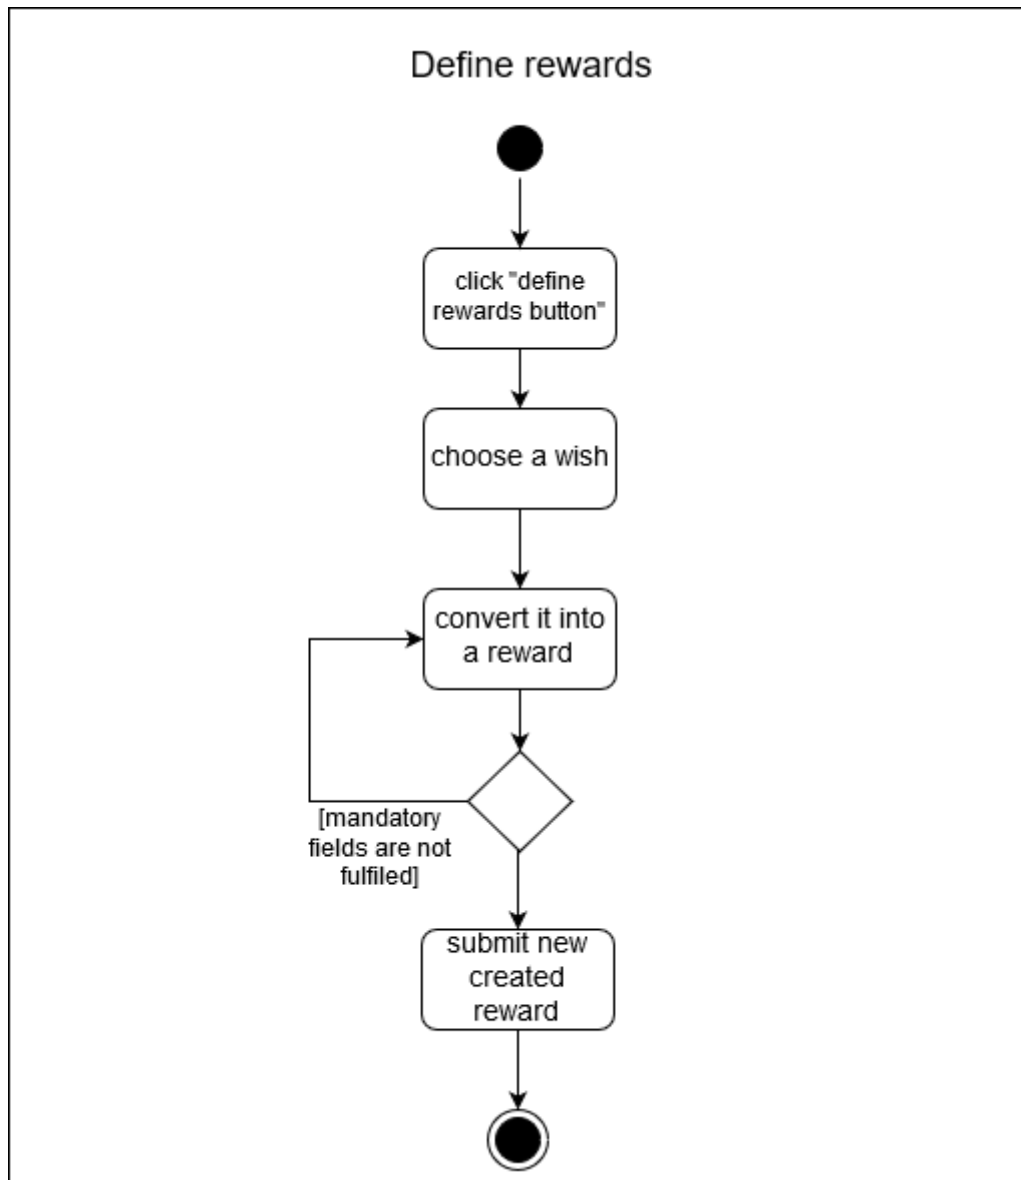 Define rewards
click "define
rewards button"
choose a wish
convert it into
a reward
[mandatory
fields are not
fulfiled]
submit new
created
reward